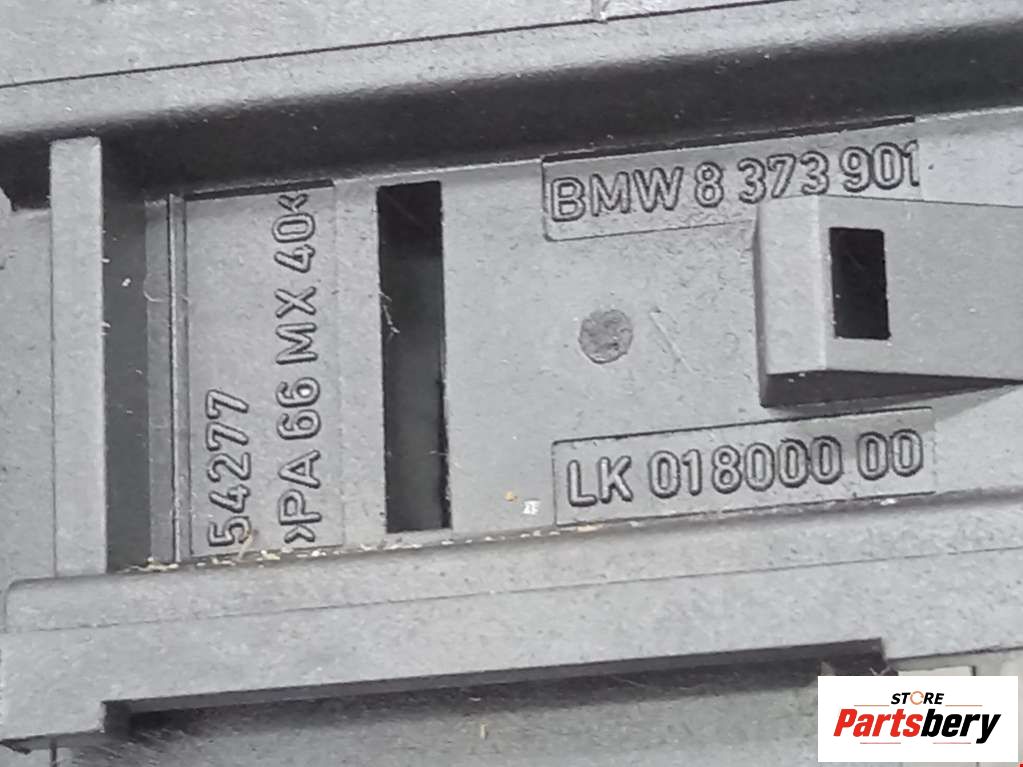 BMW 8 373 901
54277
>PA 66 MX 40<
LK 018000 00
STORE
Partsbery